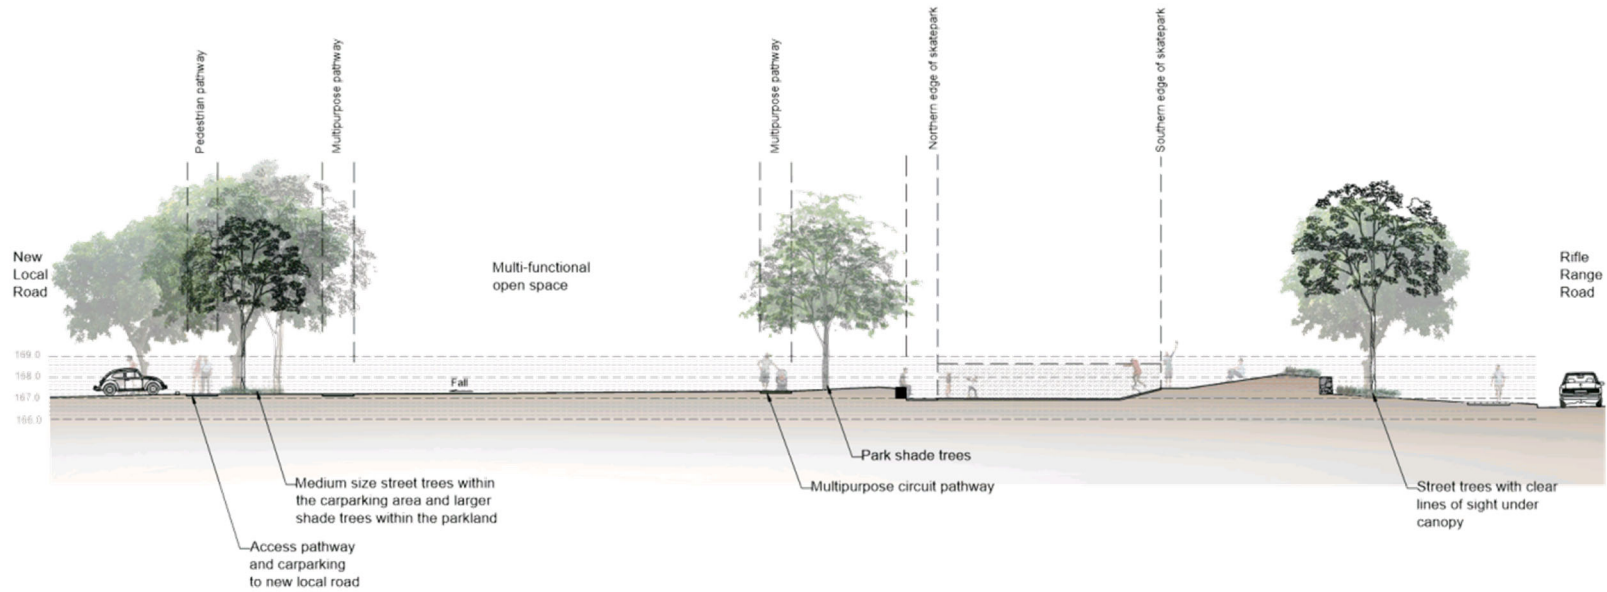 Pedestrian pathway
Multipurpose pathway
Multipurpose pathway
Northern edge of skatepark
Southern edge of skatepark
New
Local
Road
Multi-functional
open space
Rifle
Range
Road
169.0
168.0
167.0
166.0
Fall
Park shade trees
Multipurpose circuit pathway
Medium size street trees within
the carparking area and larger
shade trees within the parkland
Street trees with clear
lines of sight under
canopy
Access pathway
and carparking
to new local road